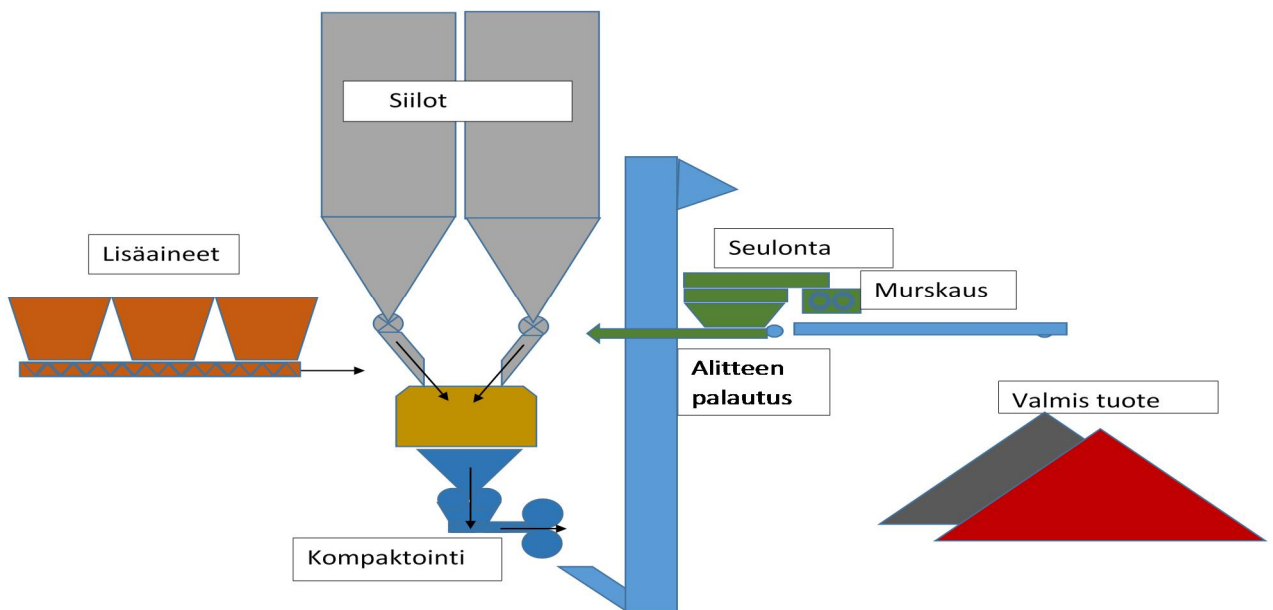 Siilot
Lisäaineet
Seulonta
Murskaus
Alitteen
palautus
Valmis tuote
Kompaktointi